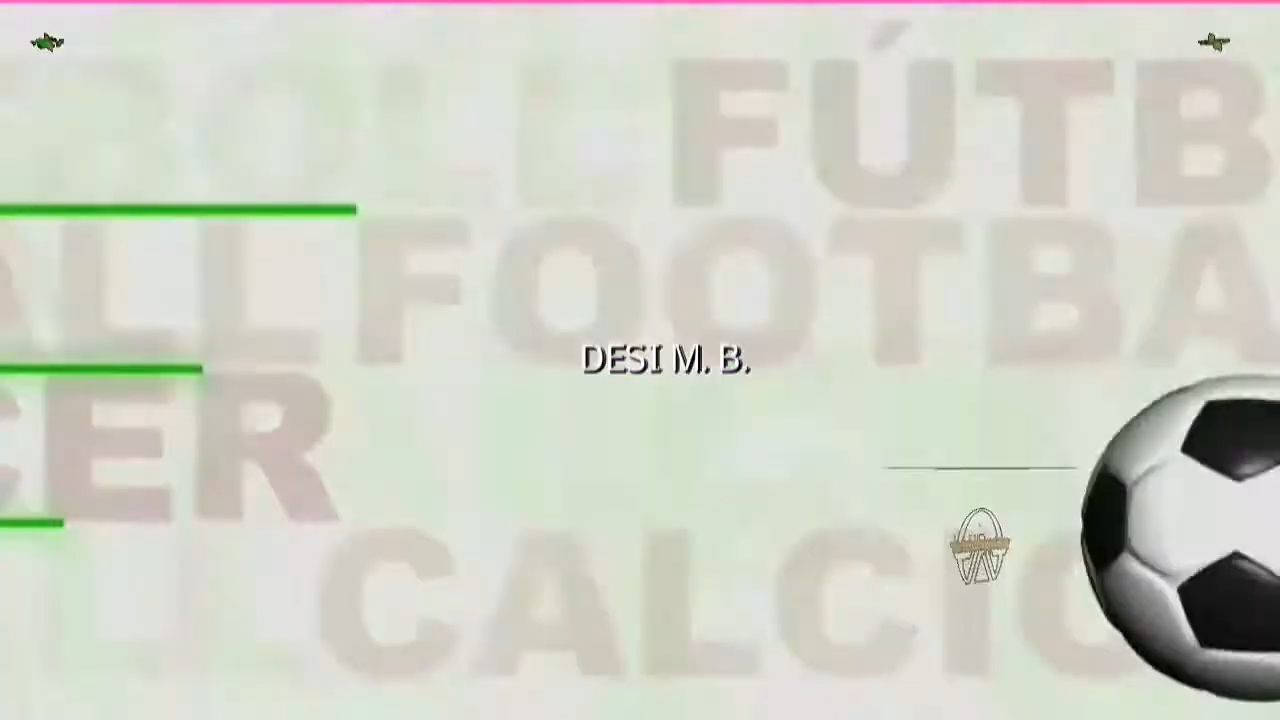 FÚTB
ALL FOOTBA
DESI M. B.
CER
CALCIO